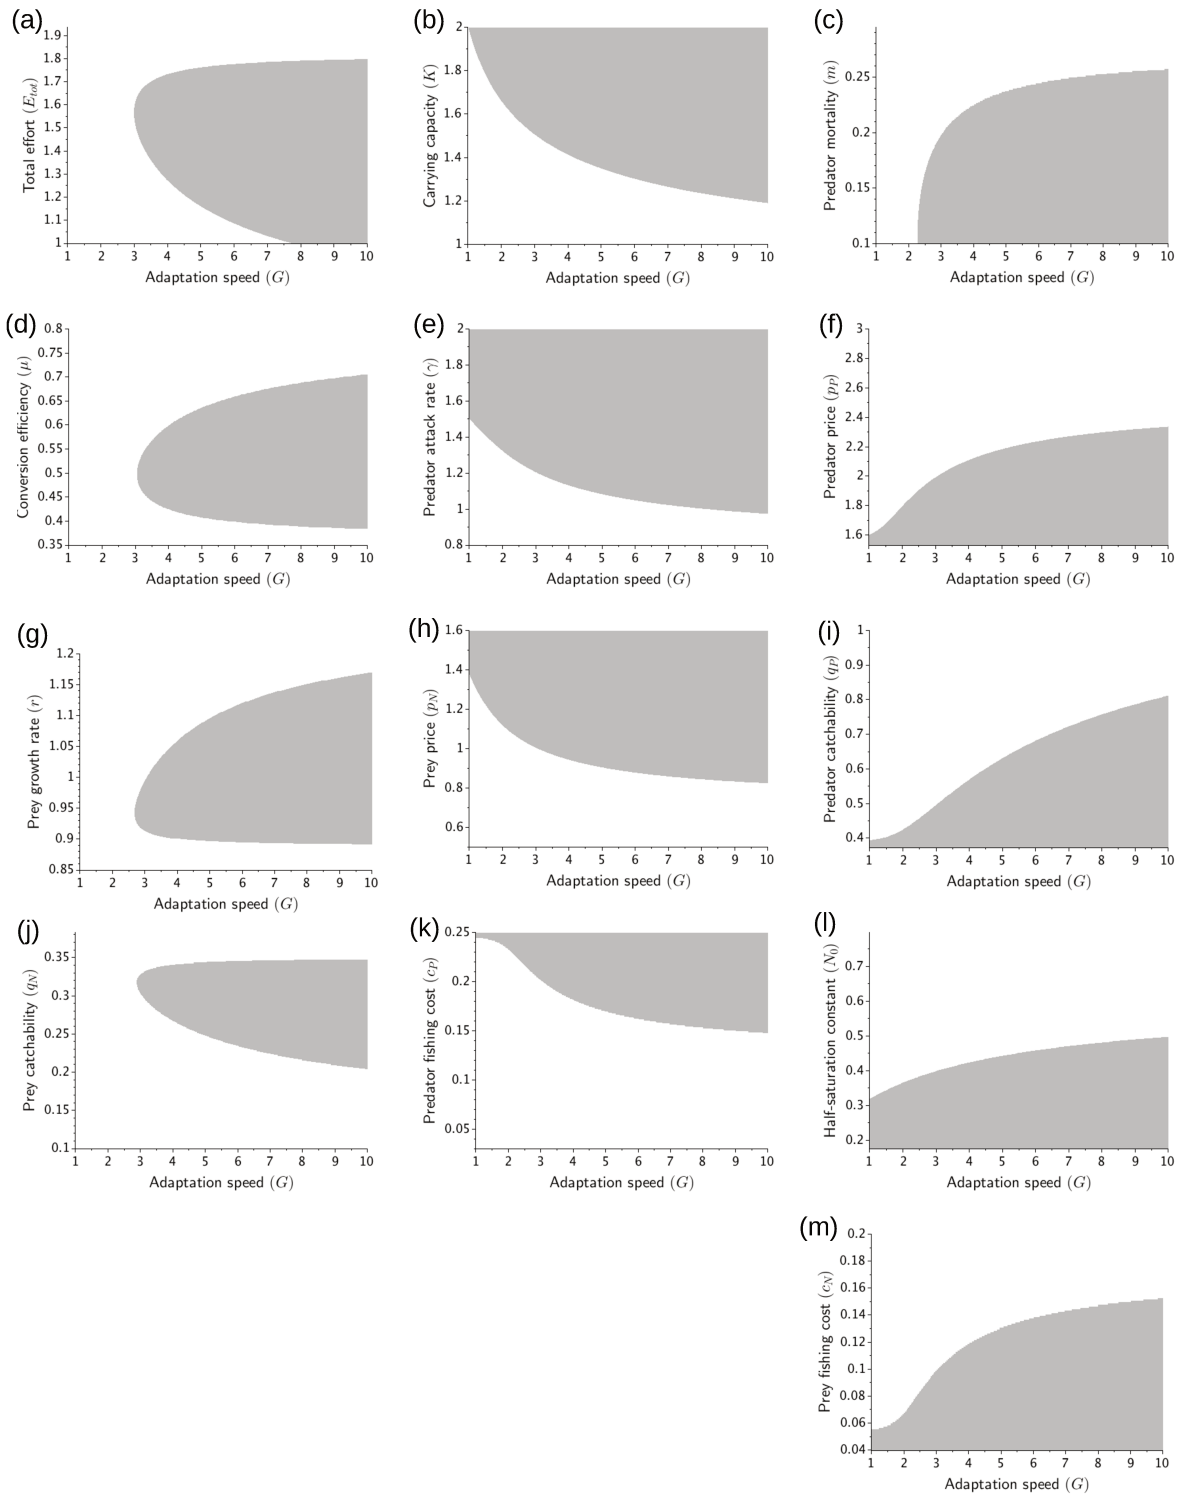 (a)
Total effort (E_tot)
1.9
1.8
1.7
1.6
1.5
1.4
1.3
1.2
1.1
1
1 2 3 4 5 6 7 8 9 10
Adaptation speed (G)
(b)
Carrying capacity (K)
2
1.8
1.6
1.4
1.2
1
1 2 3 4 5 6 7 8 9 10
Adaptation speed (G)
(c)
Predator mortality (m)
0.25
0.2
0.15
0.1
1 2 3 4 5 6 7 8 9 10
Adaptation speed (G)
(d)
Conversion efficiency (μ)
0.8
0.75
0.7
0.65
0.6
0.55
0.5
0.45
0.4
0.35
1 2 3 4 5 6 7 8 9 10
Adaptation speed (G)
(e)
Predator attack rate (γ)
2
1.8
1.6
1.4
1.2
1
0.8
1 2 3 4 5 6 7 8 9 10
Adaptation speed (G)
(f)
Predator price (p_P)
3
2.8
2.6
2.4
2.2
2
1.8
1.6
1 2 3 4 5 6 7 8 9 10
Adaptation speed (G)
(g)
Prey growth rate (r)
1.2
1.15
1.1
1.05
1
0.95
0.9
0.85
1 2 3 4 5 6 7 8 9 10
Adaptation speed (G)
(h)
Prey price (p_N)
1.6
1.4
1.2
1
0.8
0.6
1 2 3 4 5 6 7 8 9 10
Adaptation speed (G)
(i)
Predator catchability (q_P)
1
0.9
0.8
0.7
0.6
0.5
0.4
1 2 3 4 5 6 7 8 9 10
Adaptation speed (G)
(j)
Prey catchability (q_N)
0.35
0.3
0.25
0.2
0.15
0.1
1 2 3 4 5 6 7 8 9 10
Adaptation speed (G)
(k)
Predator fishing cost (c_P)
0.25
0.2
0.15
0.1
0.05
1 2 3 4 5 6 7 8 9 10
Adaptation speed (G)
(l)
Half-saturation constant (N_0)
0.7
0.6
0.5
0.4
0.3
0.2
1 2 3 4 5 6 7 8 9 10
Adaptation speed (G)
(m)
Prey fishing cost (c_N)
0.2
0.18
0.16
0.14
0.12
0.1
0.08
0.06
0.04
1 2 3 4 5 6 7 8 9 10
Adaptation speed (G)